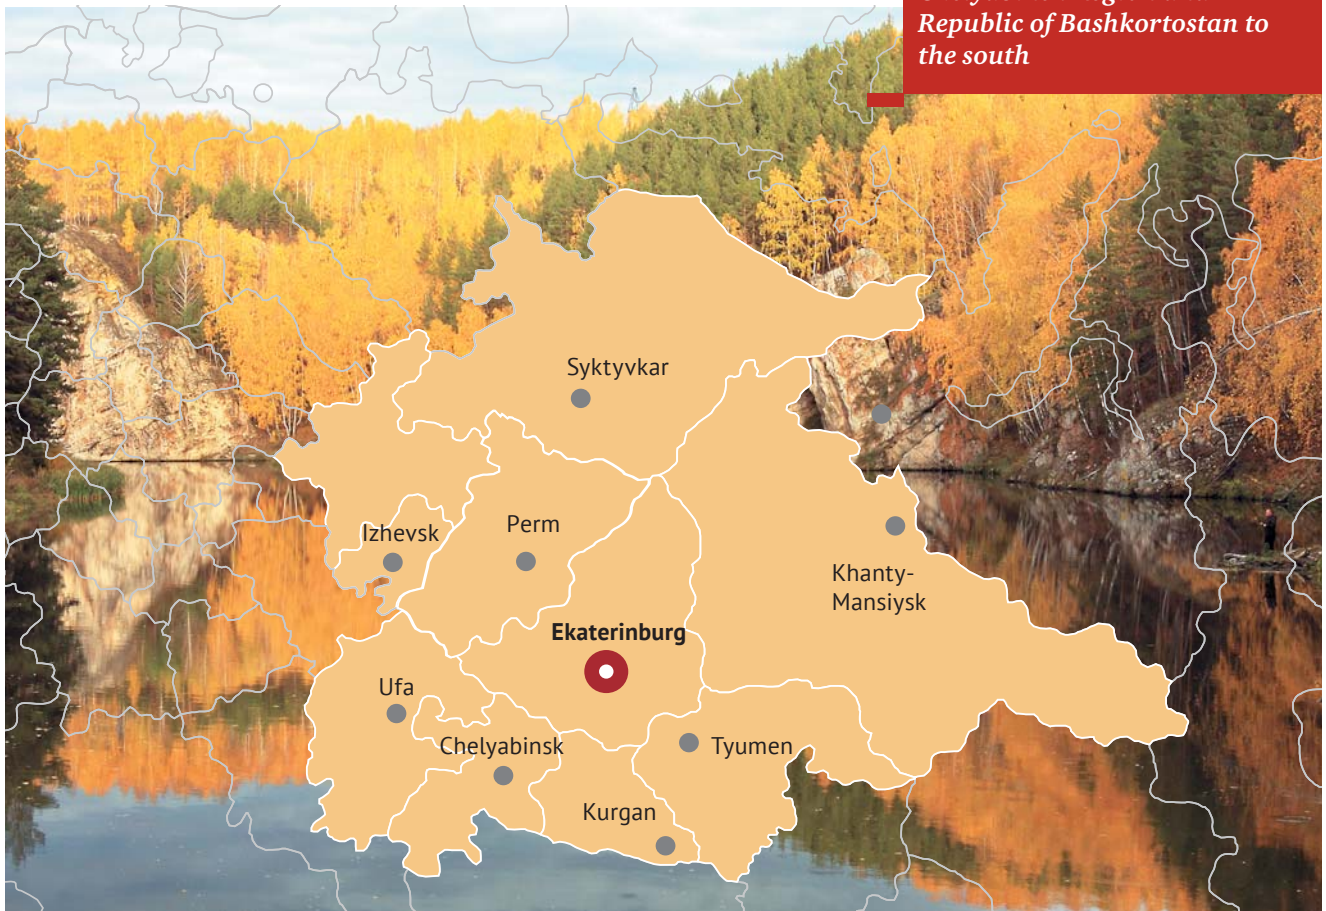 Republic of Bashkortostan to
the south
Syktyvkar
Izhevsk
Perm
Khanty-
Mansiysk
Ekaterinburg
Ufa
Chelyabinsk
Tyumen
Kurgan